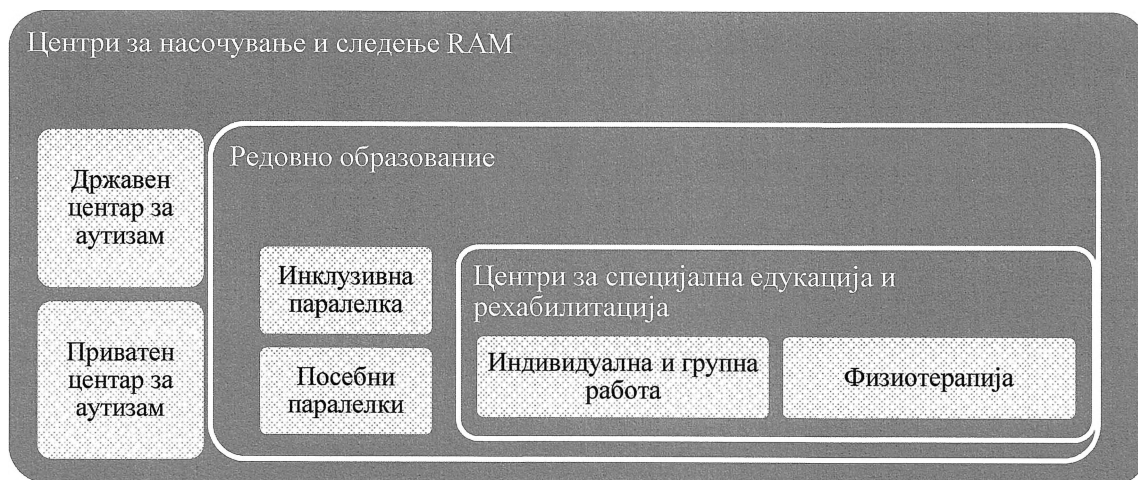 Центри за насочување и следење RAM
Државен
центар за
аутизам
Приватен
центар за
аутизам
Редовно образование
Инклузивна
паралелка
Посебни
паралелки
Центри за специјална едукација и
рехабилитација
Индивидуална и групна
работа
Физиотерапија